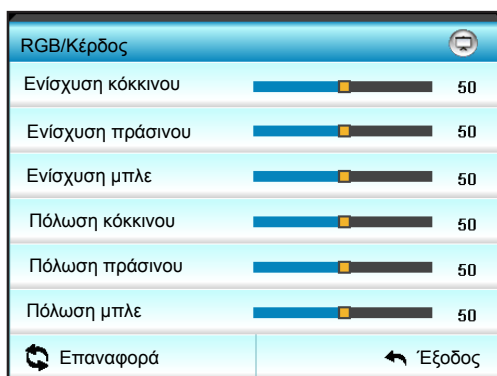 RGB/Κέρδος
Ενίσχυση κόκκινου 50
Ενίσχυση πράσινου 50
Ενίσχυση μπλε 50
Πόλωση κόκκινου 50
Πόλωση πράσινου 50
Πόλωση μπλε 50
Επαναφορά Έξοδος